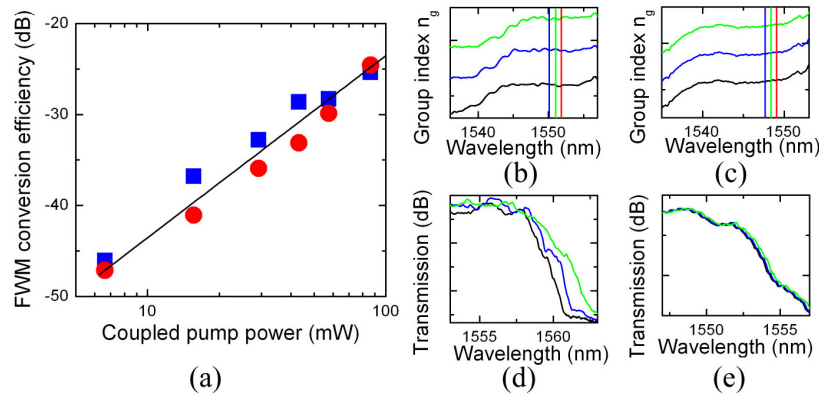 -20
-30
-40
-50
FWM conversion efficiency (dB)
10
100
Coupled pump power (mW)
(a)
Group index n_g
1540
1550
Wavelength (nm)
(b)
Group index n_g
1540
1550
Wavelength (nm)
(c)
Transmission (dB)
1555
1560
Wavelength (nm)
(d)
Transmission (dB)
1550
1555
Wavelength (nm)
(e)